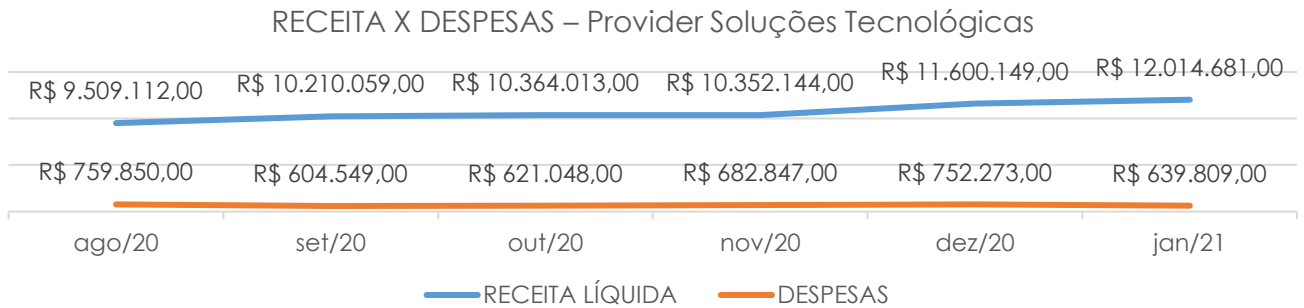 RECEITA X DESPESAS – Provider Soluções Tecnológicas
R$ 9.509.112,00 R$ 10.210.059,00 R$ 10.364.013,00 R$ 10.352.144,00 R$ 11.600.149,00 R$ 12.014.681,00
R$ 759.850,00 R$ 604.549,00 R$ 621.048,00 R$ 682.847,00 R$ 752.273,00 R$ 639.809,00
ago/20 set/20 out/20 nov/20 dez/20 jan/21
RECEITA LÍQUIDA DESPESAS